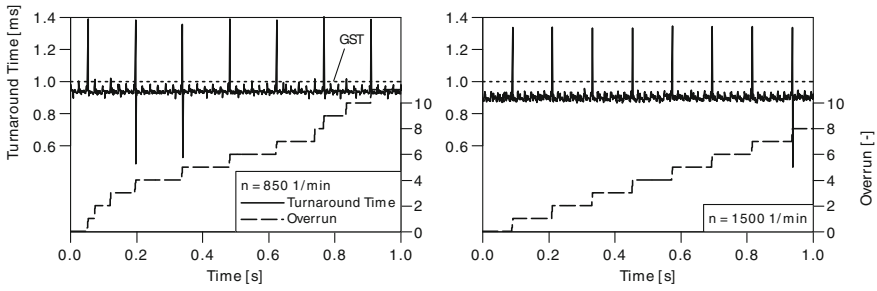 Turnaround Time [ms]
1.4
1.2
1.0
0.8
0.6
GST
10
8
6
4
2
0
n = 850 1/min
Turnaround Time
Overrun
0.0 0.2 0.4 0.6 0.8 1.0
Time [s]
1.4
1.2
1.0
0.8
0.6
10
8
6
4
2
0
Overrun [-]
n = 1500 1/min
0.0 0.2 0.4 0.6 0.8 1.0
Time [s]